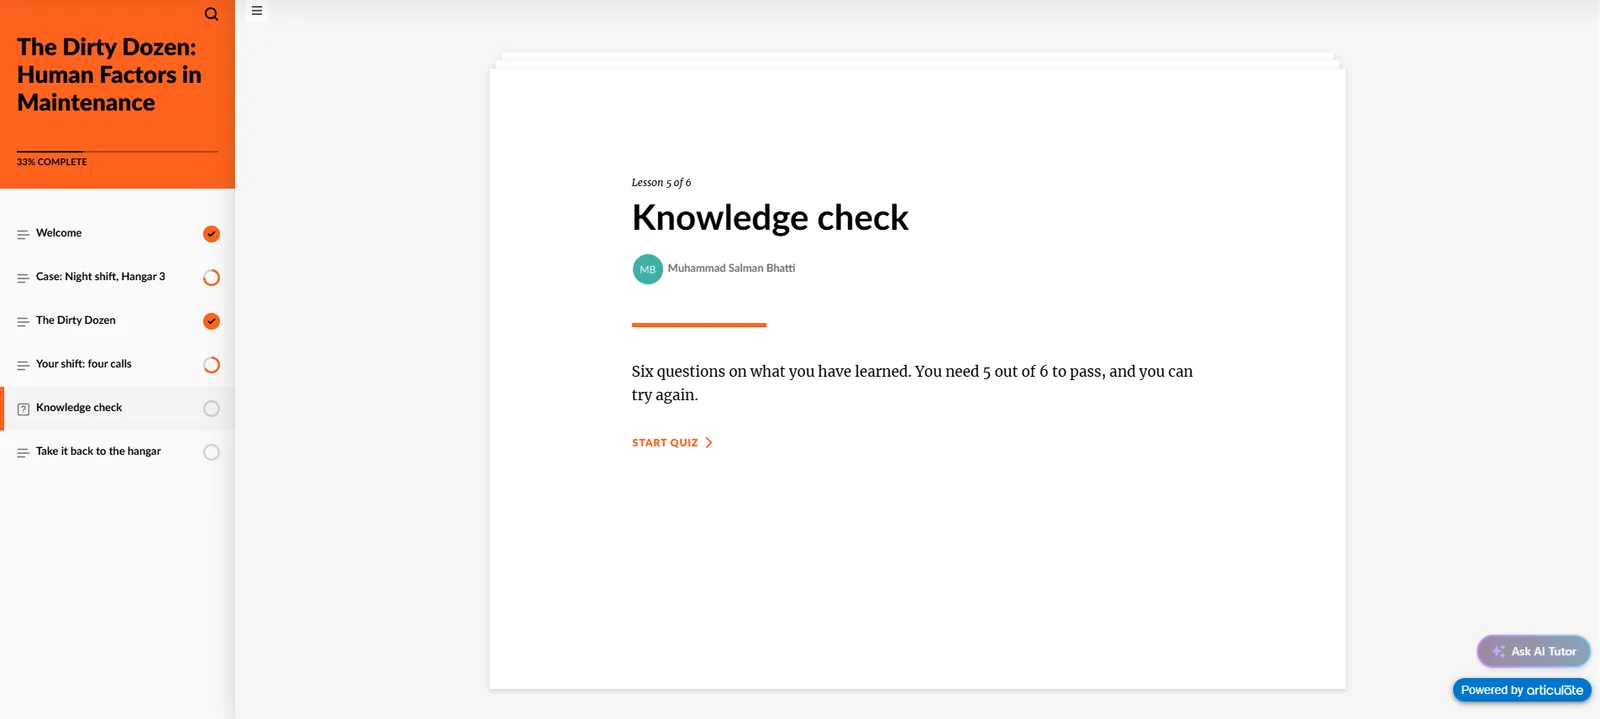 The Dirty Dozen:
Human Factors in
Maintenance
33% COMPLETE
Welcome
Case: Night shift, Hangar 3
The Dirty Dozen
Your shift: four calls
Knowledge check
Take it back to the hangar
Lesson 5 of 6
Knowledge check
MB Muhammad Salman Bhatti
Six questions on what you have learned. You need 5 out of 6 to pass, and you can
try again.
START QUIZ
Ask AI Tutor
Powered by articulate